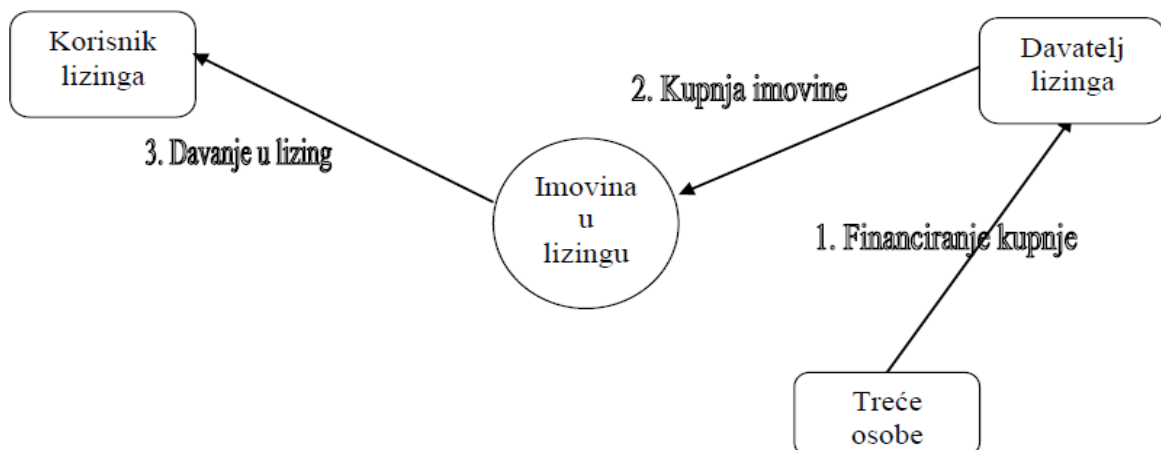 Korisnik
lizinga
Davatelj
lizinga
2. Kupnja imovine
3. Davanje u lizing
Imovina
u
lizingu
1. Financiranje kupnje
Treće
osobe